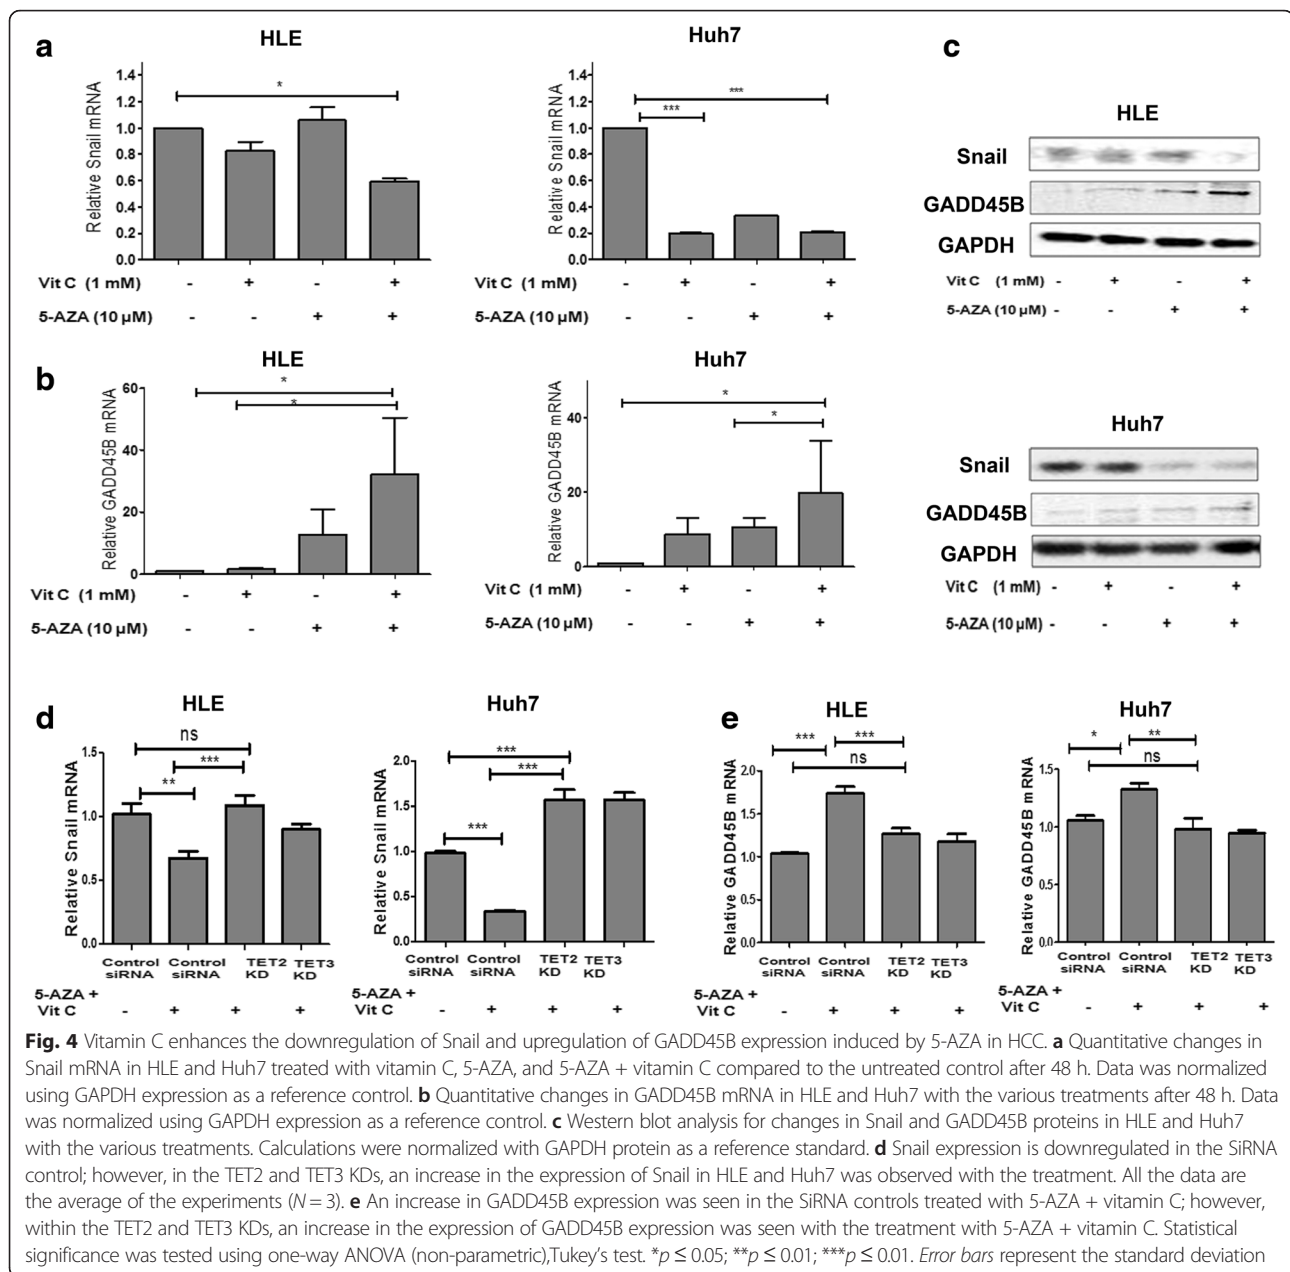 a
HLE
Relative Snail mRNA
1.4
1.2
1.0
0.8
0.6
0.4
0.2
0.0
*
Vit C (1 mM) - + - +
5-AZA (10 µM) - - + +
Huh7
Relative Snail mRNA
1.4
1.2
1.0
0.8
0.6
0.4
0.2
0.0
***
***
Vit C (1 mM) - + - +
5-AZA (10 µM) - - + +
b
HLE
Relative GADD45B mRNA
60
40
20
0
*
*
Vit C (1 mM) - + - +
5-AZA (10 µM) - - + +
Huh7
Relative GADD45B mRNA
40
20
0
*
*
Vit C (1 mM) - + - +
5-AZA (10 µM) - - + +
c
HLE
Snail
GADD45B
GAPDH
Vit C (1 mM) - + - +
5-AZA (10 µM) - - + +
Huh7
Snail
GADD45B
GAPDH
Vit C (1 mM) - + - +
5-AZA (10 µM) - - + +
d
HLE
Relative Snail mRNA
1.5
1.0
0.5
0.0
ns
***
**
Control siRNA Control siRNA TET2 KD TET3 KD
5-AZA + Vit C - + + +
Huh7
Relative Snail mRNA
2.0
1.5
1.0
0.5
0.0
***
***
***
Control siRNA Control siRNA TET2 KD TET3 KD
5-AZA + Vit C - + + +
e
HLE
Relative GADD45B mRNA
2.0
1.5
1.0
0.5
0.0
*** ***
ns
Control siRNA Control siRNA TET2 KD TET3 KD
5-AZA + Vit C - + + +
Huh7
Relative GADD45B mRNA
1.5
1.0
0.5
0.0
* **
ns
Control siRNA Control siRNA TET2 KD TET3 KD
5-AZA + Vit C - + + +
Fig. 4 Vitamin C enhances the downregulation of Snail and upregulation of GADD45B expression induced by 5-AZA in HCC. a Quantitative changes in
Snail mRNA in HLE and Huh7 treated with vitamin C, 5-AZA, and 5-AZA + vitamin C compared to the untreated control after 48 h. Data was normalized
using GAPDH expression as a reference control. b Quantitative changes in GADD45B mRNA in HLE and Huh7 with the various treatments after 48 h. Data
was normalized using GAPDH expression as a reference control. c Western blot analysis for changes in Snail and GADD45B proteins in HLE and Huh7
with the various treatments. Calculations were normalized with GAPDH protein as a reference standard. d Snail expression is downregulated in the SiRNA
control; however, in the TET2 and TET3 KDs, an increase in the expression of Snail in HLE and Huh7 was observed with the treatment. All the data are
the average of the experiments (N = 3). e An increase in GADD45B expression was seen in the SiRNA controls treated with 5-AZA + vitamin C; however,
within the TET2 and TET3 KDs, an increase in the expression of GADD45B expression was seen with the treatment with 5-AZA + vitamin C. Statistical
significance was tested using one-way ANOVA (non-parametric),Tukey's test. *p ≤ 0.05; **p ≤ 0.01; ***p ≤ 0.01. Error bars represent the standard deviation